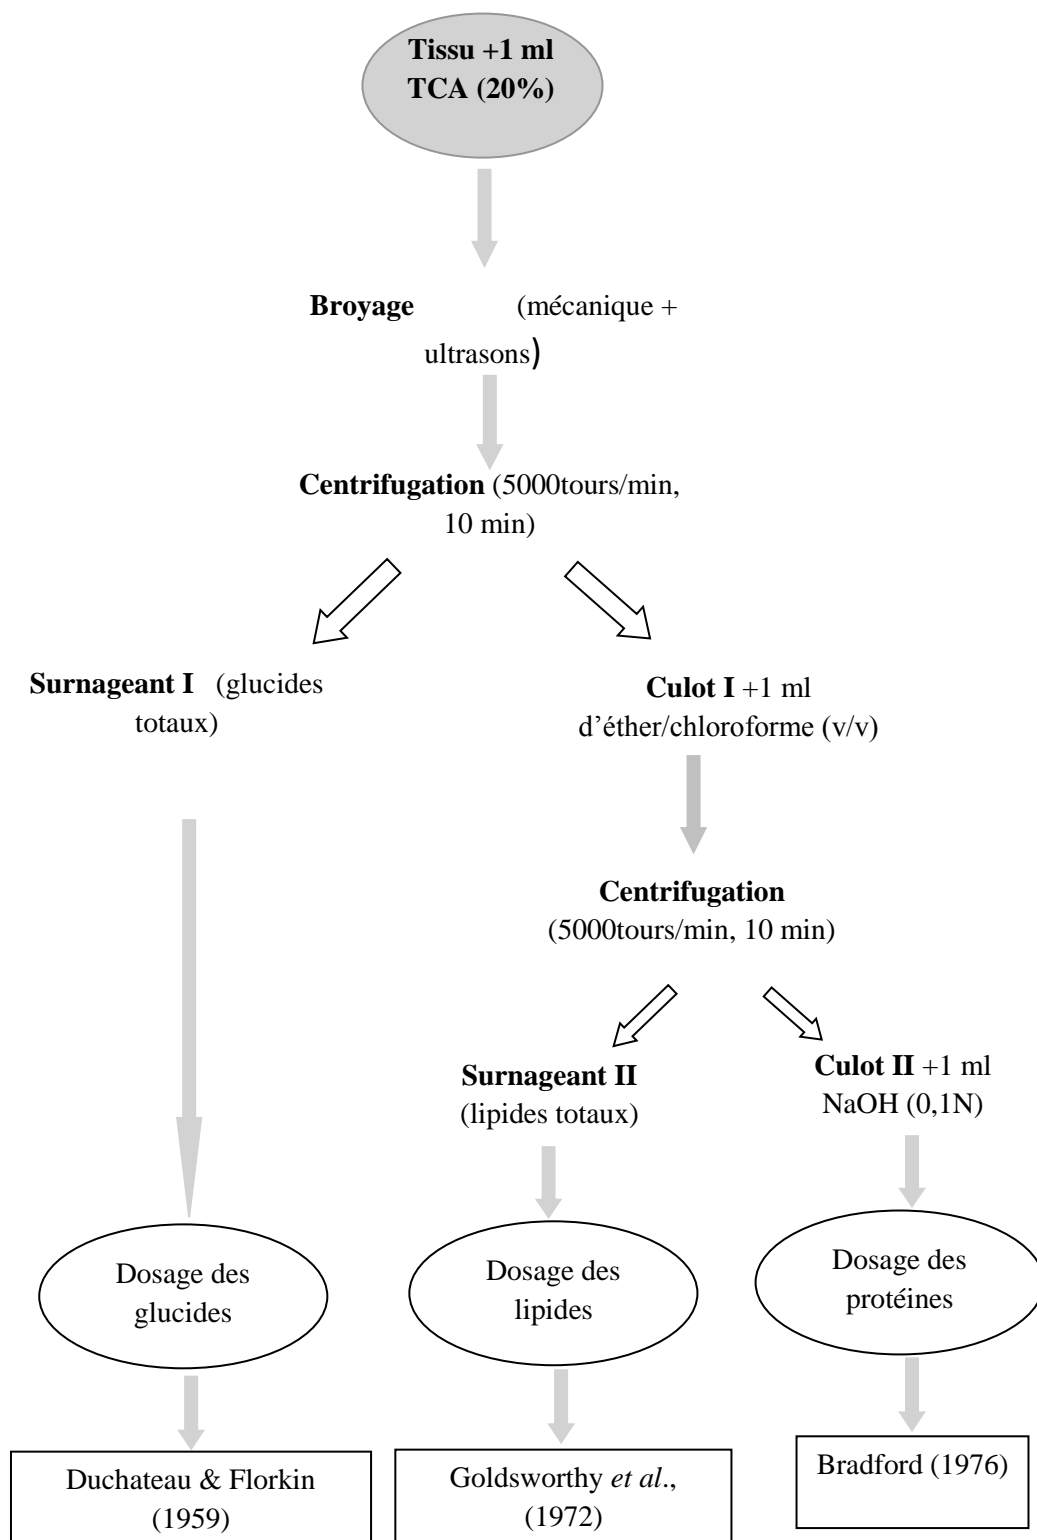 Tissu +1 ml
TCA (20%)
Broyage (mécanique +
ultrasons)
Centrifugation (5000tours/min,
10 min)
Surnageant I (glucides
totaux)
Culot I +1 ml
d'éther/chloroforme (v/v)
Centrifugation
(5000tours/min, 10 min)
Surnageant II
(lipides totaux)
Culot II +1 ml
NaOH (0,1N)
Dosage des
glucides
Dosage des
lipides
Dosage des
protéines
Duchateau & Florkin
(1959)
Goldsworthy et al.,
(1972)
Bradford (1976)